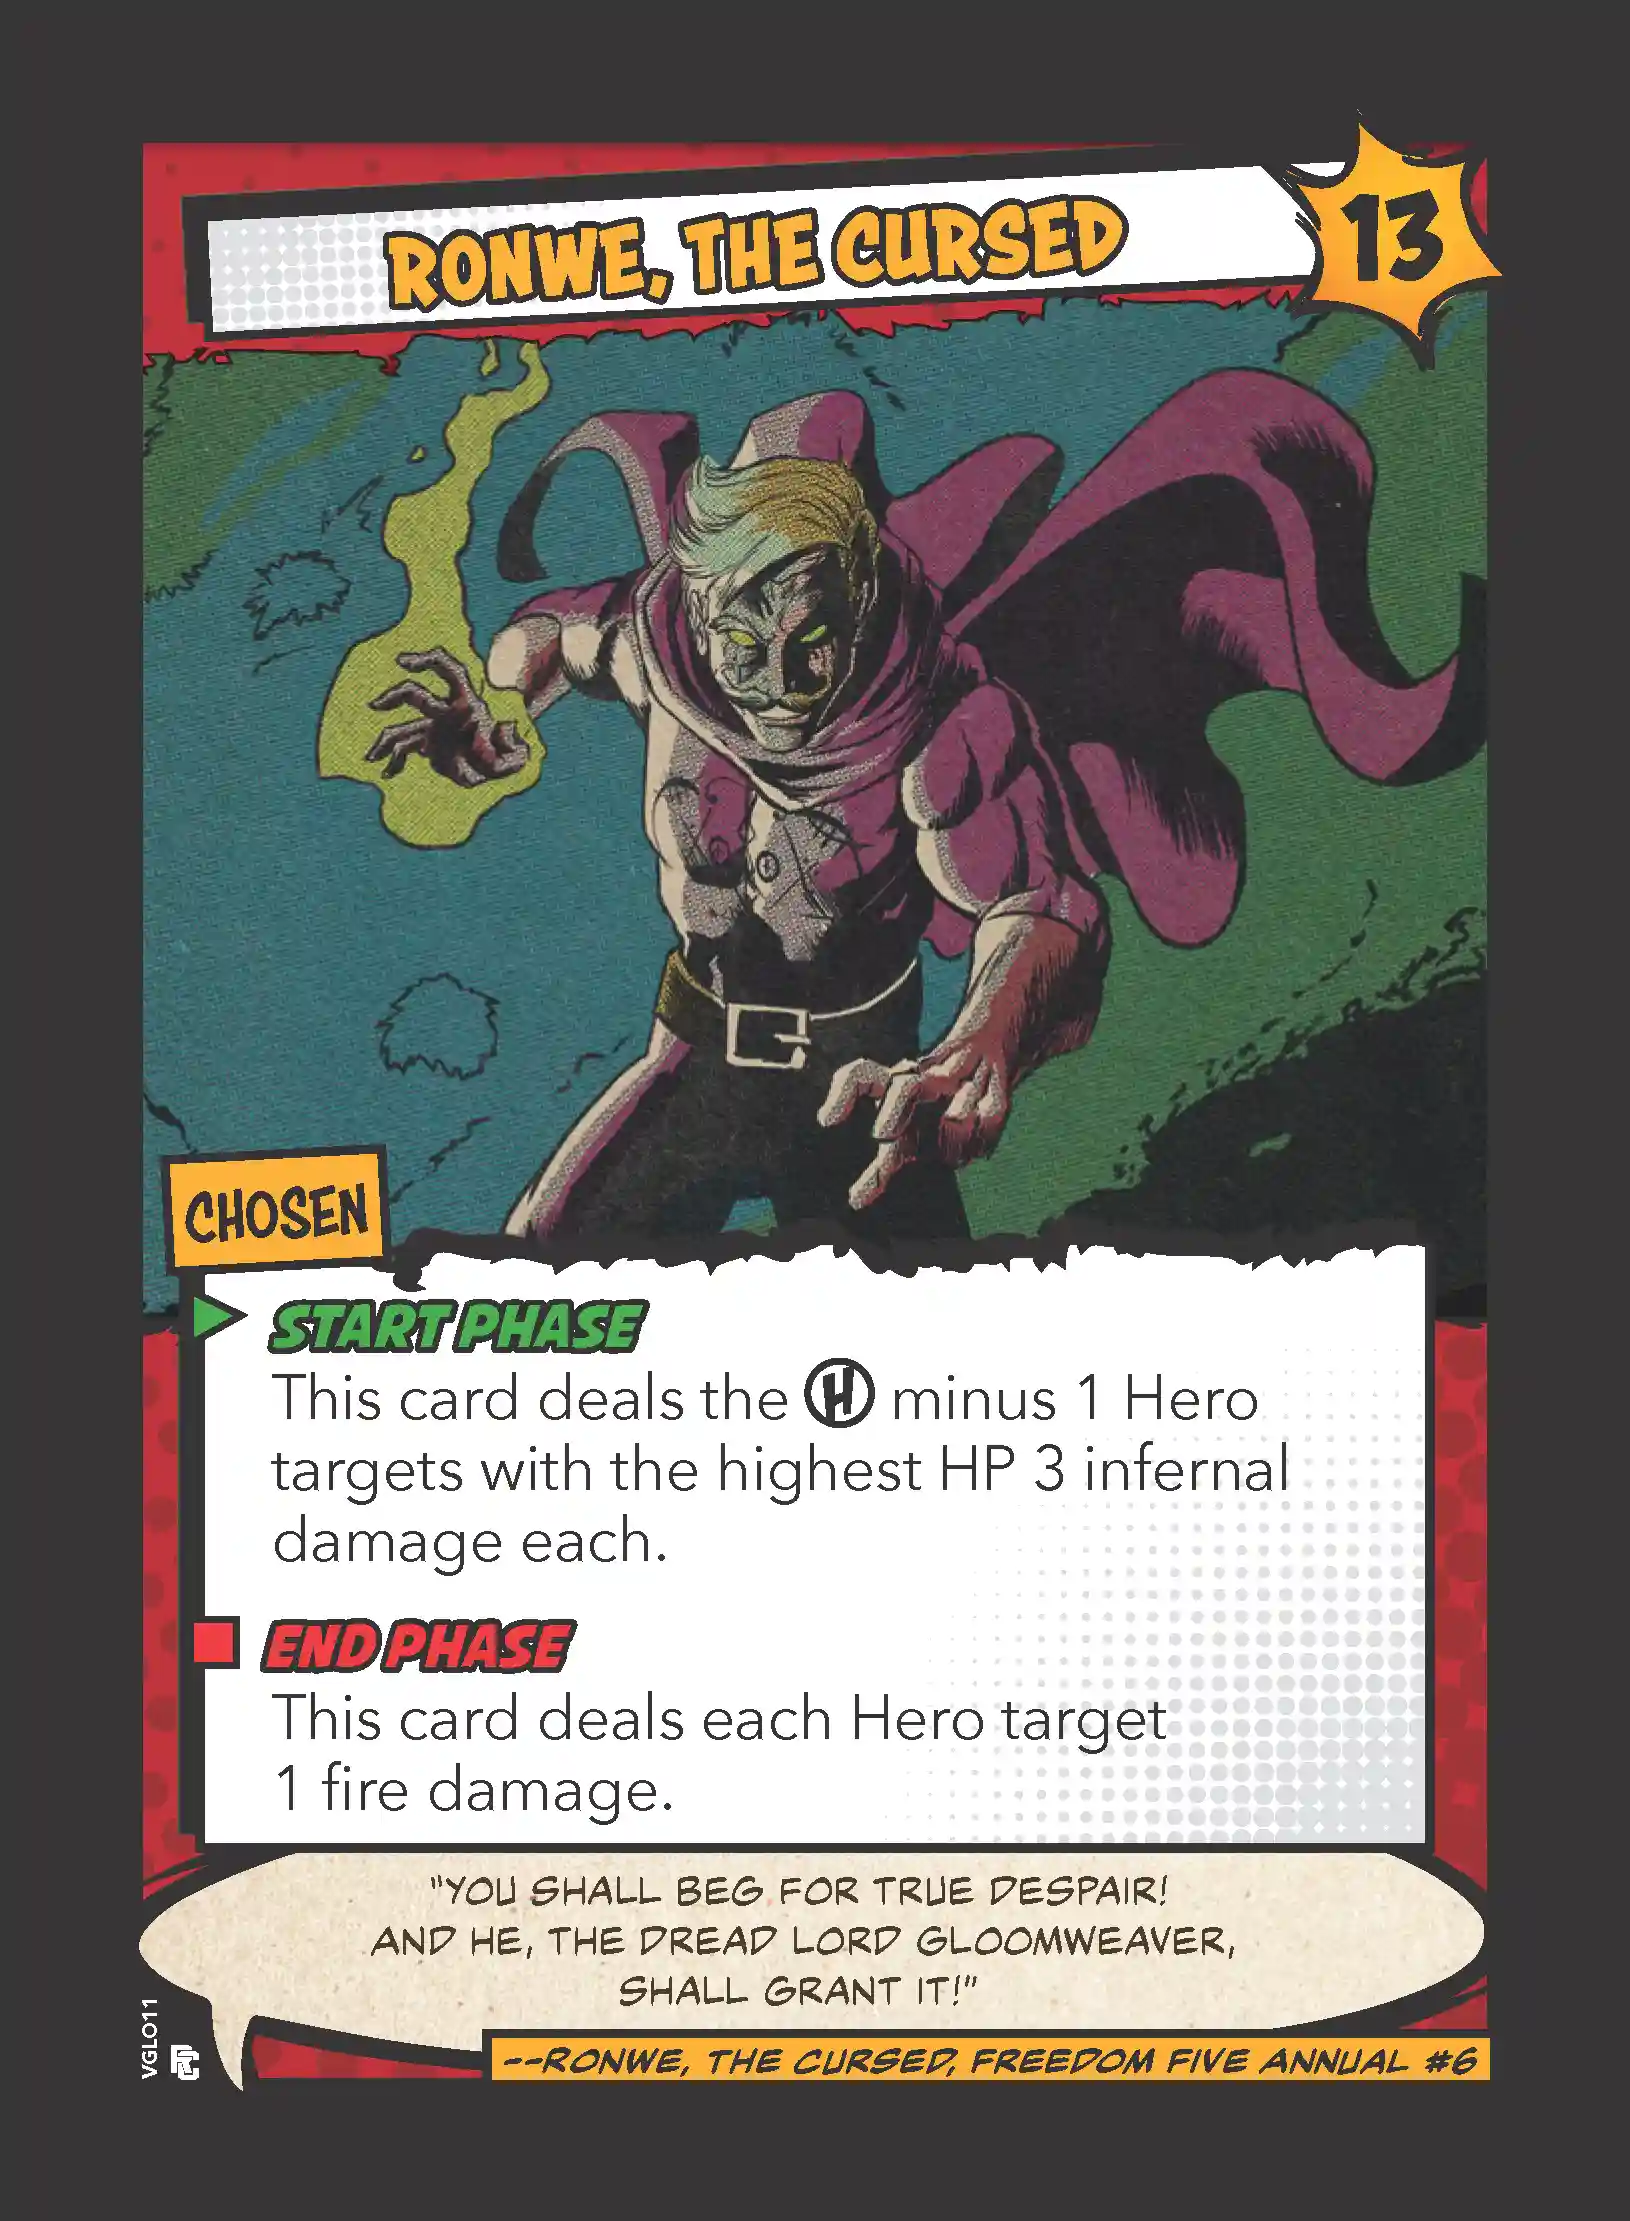 RONWE, THE CURSED
13
CHOSEN
START PHASE
This card deals the H minus 1 Hero
targets with the highest HP 3 infernal
damage each.
END PHASE
This card deals each Hero target
1 fire damage.
"YOU SHALL BEG FOR TRUE DESPAIR!
AND HE, THE DREAD LORD GLOOMWEAVER,
SHALL GRANT IT!"
--RONWE, THE CURSED, FREEDOM FIVE ANNUAL #6
VGLO11